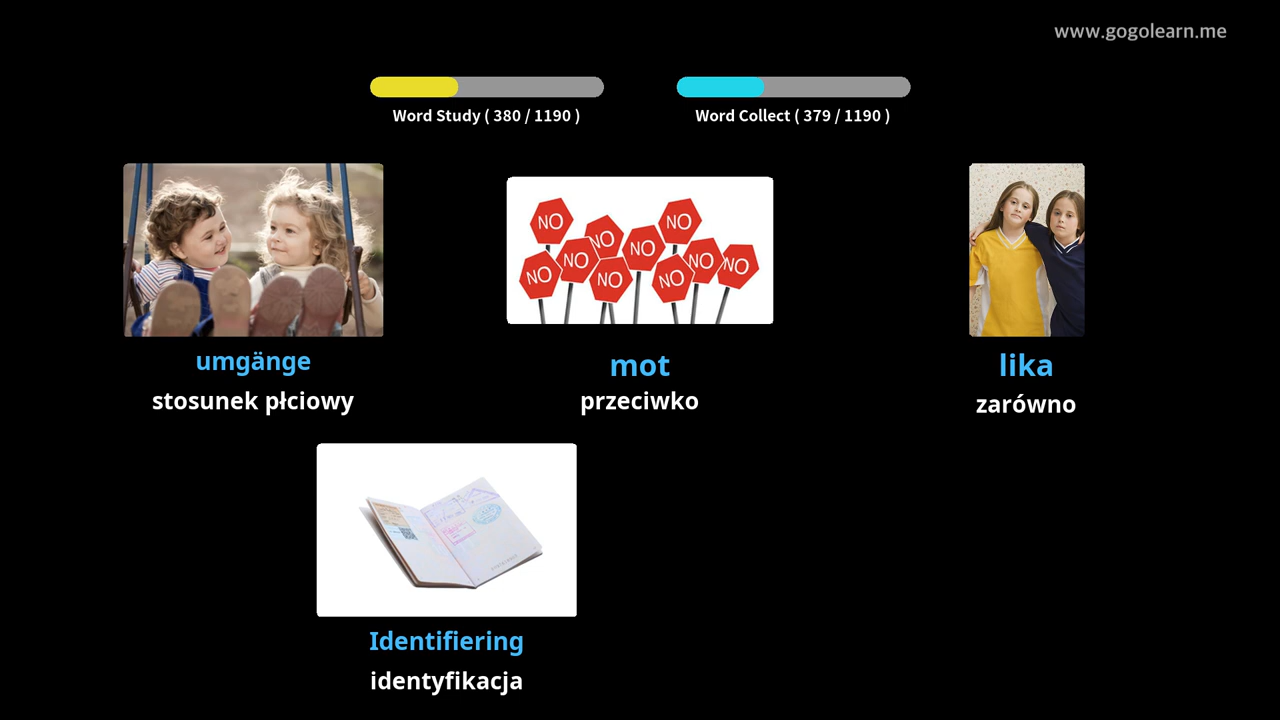 www.gogolearn.me
Word Study ( 380 / 1190 )
Word Collect ( 379 / 1190 )
NO
NO
NO
NO
NO
NO
NO
NO
NO
NO
umgänge
mot
lika
stosunek płciowy
przeciwko
zarówno
Identifiering
identyfikacja